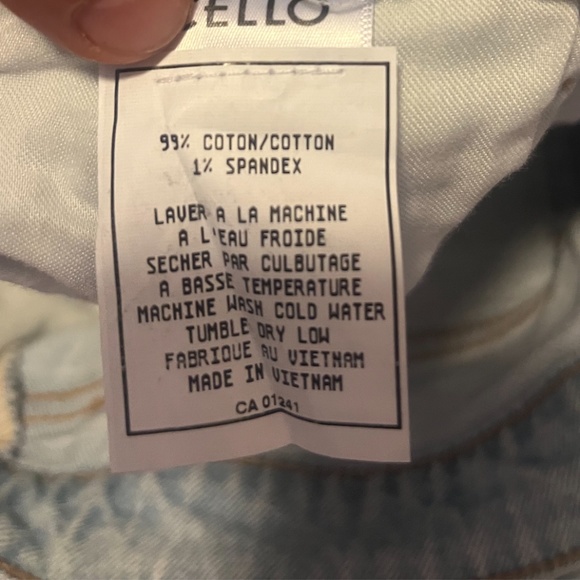 CELLO
99% COTON/COTTON
1% SPANDEX
LAVER A LA MACHINE
A L'EAU FROIDE
SECHER PAR CULBUTAGE
A BASSE TEMPERATURE
MACHINE WASH COLD WATER
TUMBLE DRY LOW
FABRIQUE AU VIETNAM
MADE IN VIETNAM
CA 01241